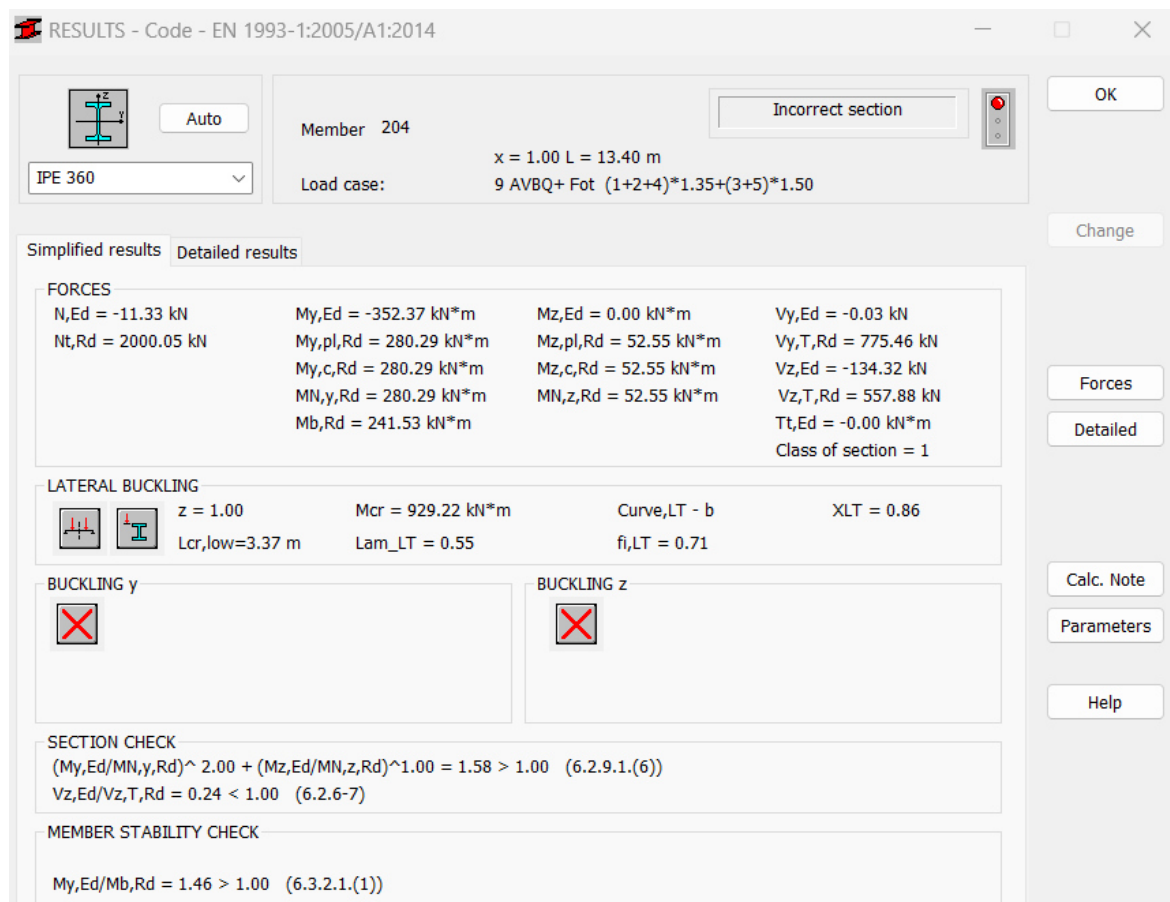 RESULTS - Code - EN 1993-1:2005/A1:2014
z
y
Auto
IPE 360
Member 204
Incorrect section
x = 1.00 L = 13.40 m
Load case: 9 AVBQ+ Fot (1+2+4)*1.35+(3+5)*1.50
OK
Change
Simplified results Detailed results
FORCES
N,Ed = -11.33 kN My,Ed = -352.37 kN*m Mz,Ed = 0.00 kN*m Vy,Ed = -0.03 kN
Nt,Rd = 2000.05 kN My,pl,Rd = 280.29 kN*m Mz,pl,Rd = 52.55 kN*m Vy,T,Rd = 775.46 kN
My,c,Rd = 280.29 kN*m Mz,c,Rd = 52.55 kN*m Vz,Ed = -134.32 kN
MN,y,Rd = 280.29 kN*m MN,z,Rd = 52.55 kN*m Vz,T,Rd = 557.88 kN
Mb,Rd = 241.53 kN*m Tt,Ed = -0.00 kN*m
Class of section = 1
Forces
Detailed
LATERAL BUCKLING
z = 1.00 Mcr = 929.22 kN*m Curve,LT - b XLT = 0.86
Lcr,low=3.37 m Lam_LT = 0.55 fi,LT = 0.71
BUCKLING y BUCKLING z
Calc. Note
Parameters
Help
SECTION CHECK
(My,Ed/MN,y,Rd)^ 2.00 + (Mz,Ed/MN,z,Rd)^1.00 = 1.58 > 1.00 (6.2.9.1.(6))
Vz,Ed/Vz,T,Rd = 0.24 < 1.00 (6.2.6-7)
MEMBER STABILITY CHECK
My,Ed/Mb,Rd = 1.46 > 1.00 (6.3.2.1.(1))